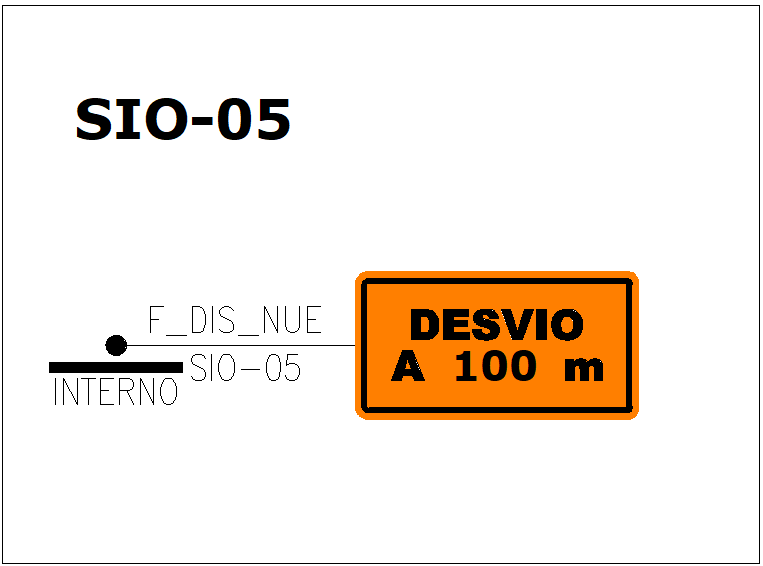 SIO-05
F_DIS_NUE
SIO-05
INTERNO
DESVIO
A 100 m